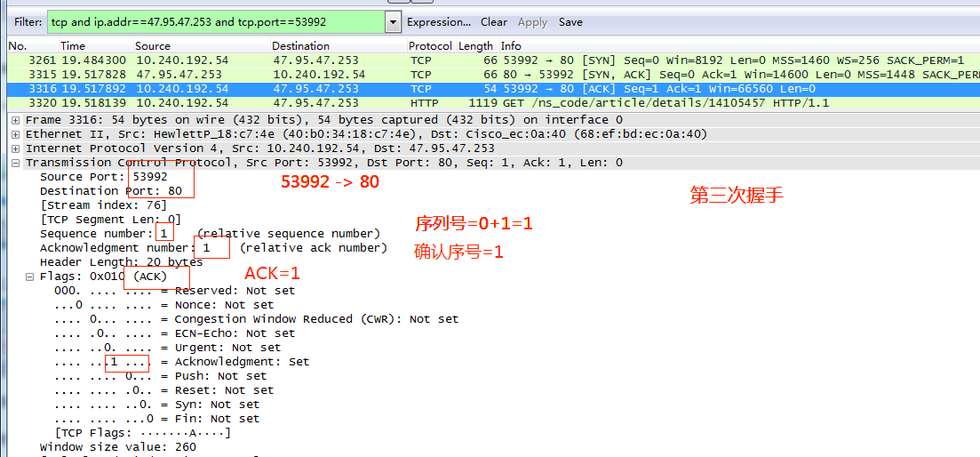 Filter: tcp and ip.addr==47.95.47.253 and tcp.port==53992 Expression... Clear Apply Save
No. Time Source Destination Protocol Length Info
3261 19.484300 10.240.192.54 47.95.47.253 TCP 66 53992 → 80 [SYN] Seq=0 Win=8192 Len=0 MSS=1460 WS=256 SACK_PERM=1
3315 19.517828 47.95.47.253 10.240.192.54 TCP 66 80 → 53992 [SYN, ACK] Seq=0 Ack=1 Win=14600 Len=0 MSS=1448 SACK_PERM
3316 19.517892 10.240.192.54 47.95.47.253 TCP 54 53992 → 80 [ACK] Seq=1 Ack=1 Win=66560 Len=0
3320 19.518139 10.240.192.54 47.95.47.253 HTTP 1119 GET /ns_code/article/details/14105457 HTTP/1.1
Frame 3316: 54 bytes on wire (432 bits), 54 bytes captured (432 bits) on interface 0
Ethernet II, Src: HewlettP_18:c7:4e (40:b0:34:18:c7:4e), Dst: Cisco_ec:0a:40 (68:ef:bd:ec:0a:40)
Internet Protocol Version 4, Src: 10.240.192.54, Dst: 47.95.47.253
Transmission Control Protocol, Src Port: 53992, Dst Port: 80, Seq: 1, Ack: 1, Len: 0
Source Port: 53992
53992 -> 80
Destination Port: 80
第三次握手
[Stream index: 76]
[TCP Segment Len: 0]
序列号=0+1=1
Sequence number: 1 (relative sequence number)
Acknowledgment number: 1 (relative ack number)
确认序号=1
Header Length: 20 bytes
Flags: 0x010 (ACK)
ACK=1
000. .... .... = Reserved: Not set
...0 .... .... = Nonce: Not set
.... 0... .... = Congestion Window Reduced (CWR): Not set
.... .0.. .... = ECN-Echo: Not set
.... ..0. .... = Urgent: Not set
.... ...1 .... = Acknowledgment: Set
.... .... 0... = Push: Not set
.... .... .0.. = Reset: Not set
.... .... ..0. = Syn: Not set
.... .... ...0 = Fin: Not set
[TCP Flags: ·······A····]
Window size value: 260